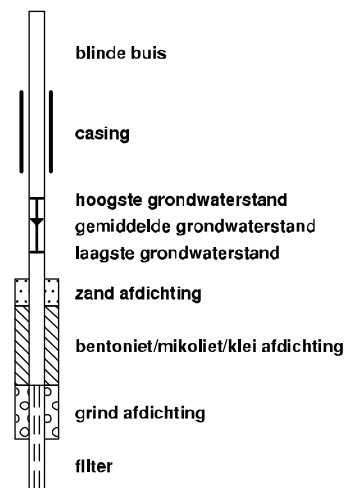 blinde buis
casing
hoogste grondwaterstand
gemiddelde grondwaterstand
laagste grondwaterstand
zand afdichting
bentoniet/mikoliet/klei afdichting
grind afdichting
filter